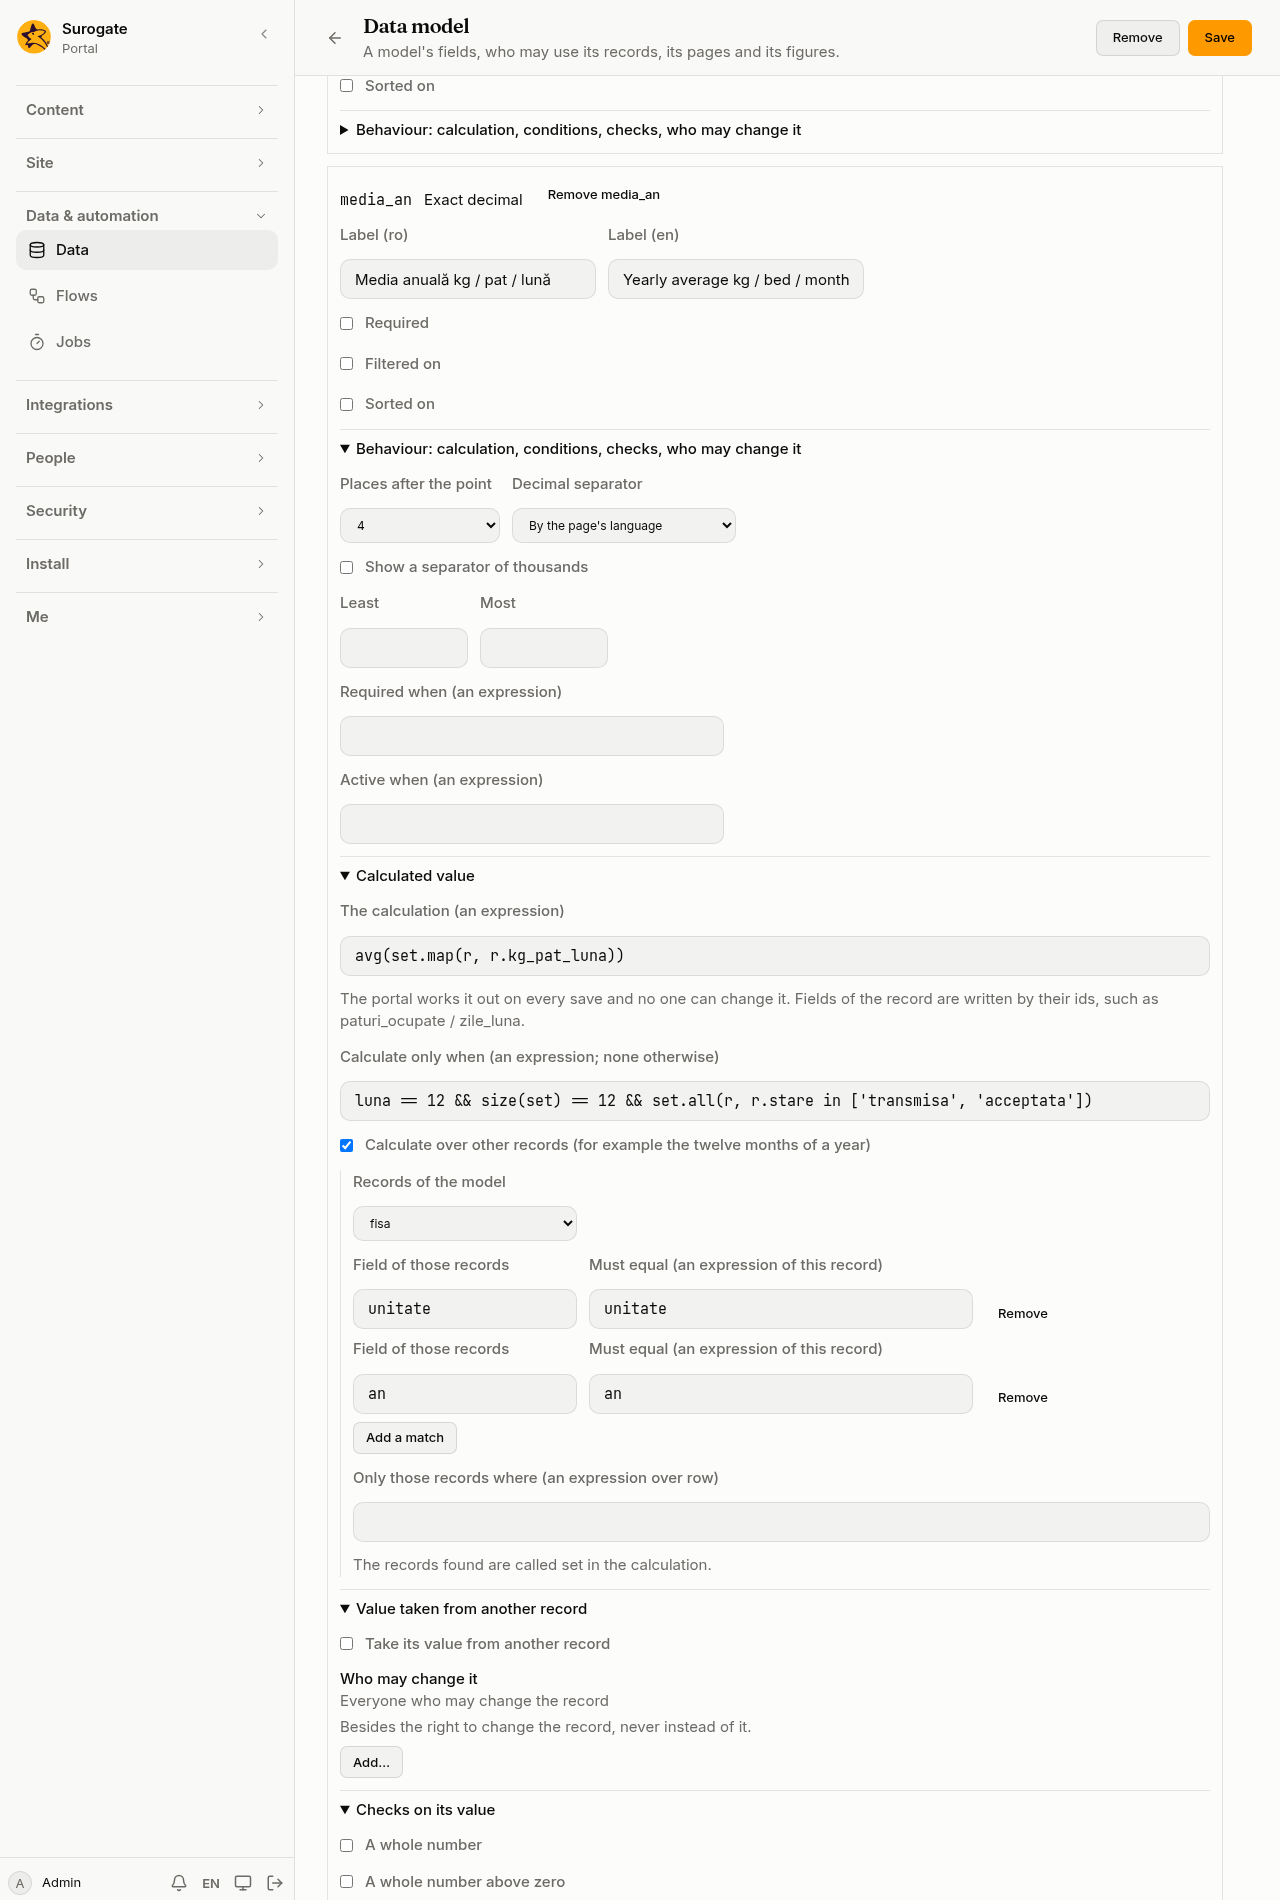 Surogate
Portal
Content
Site
Data & automation
Data
Flows
Jobs
Integrations
People
Security
Install
Me
A Admin EN
Data model
A model's fields, who may use its records, its pages and its figures.
Remove Save
Sorted on
Behaviour: calculation, conditions, checks, who may change it
media_an Exact decimal Remove media_an
Label (ro) Label (en)
Media anuală kg / pat / lună Yearly average kg / bed / month
Required
Filtered on
Sorted on
Behaviour: calculation, conditions, checks, who may change it
Places after the point Decimal separator
4 By the page's language
Show a separator of thousands
Least Most
Required when (an expression)
Active when (an expression)
Calculated value
The calculation (an expression)
avg(set.map(r, r.kg_pat_luna))
The portal works it out on every save and no one can change it. Fields of the record are written by their ids, such as
paturi_ocupate / zile_luna.
Calculate only when (an expression; none otherwise)
luna == 12 && size(set) == 12 && set.all(r, r.stare in ['transmisa', 'acceptata'])
Calculate over other records (for example the twelve months of a year)
Records of the model
fisa
Field of those records Must equal (an expression of this record)
unitate unitate Remove
Field of those records Must equal (an expression of this record)
an an Remove
Add a match
Only those records where (an expression over row)
The records found are called set in the calculation.
Value taken from another record
Take its value from another record
Who may change it
Everyone who may change the record
Besides the right to change the record, never instead of it.
Add...
Checks on its value
A whole number
A whole number above zero